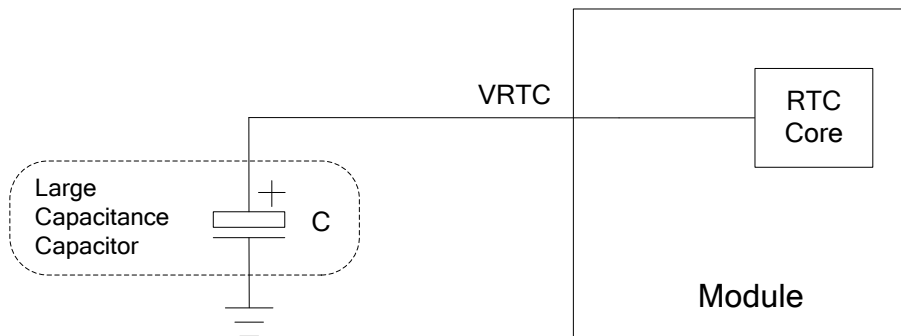 VRTC
RTC
Core
Large
Capacitance
Capacitor
+
C
Module